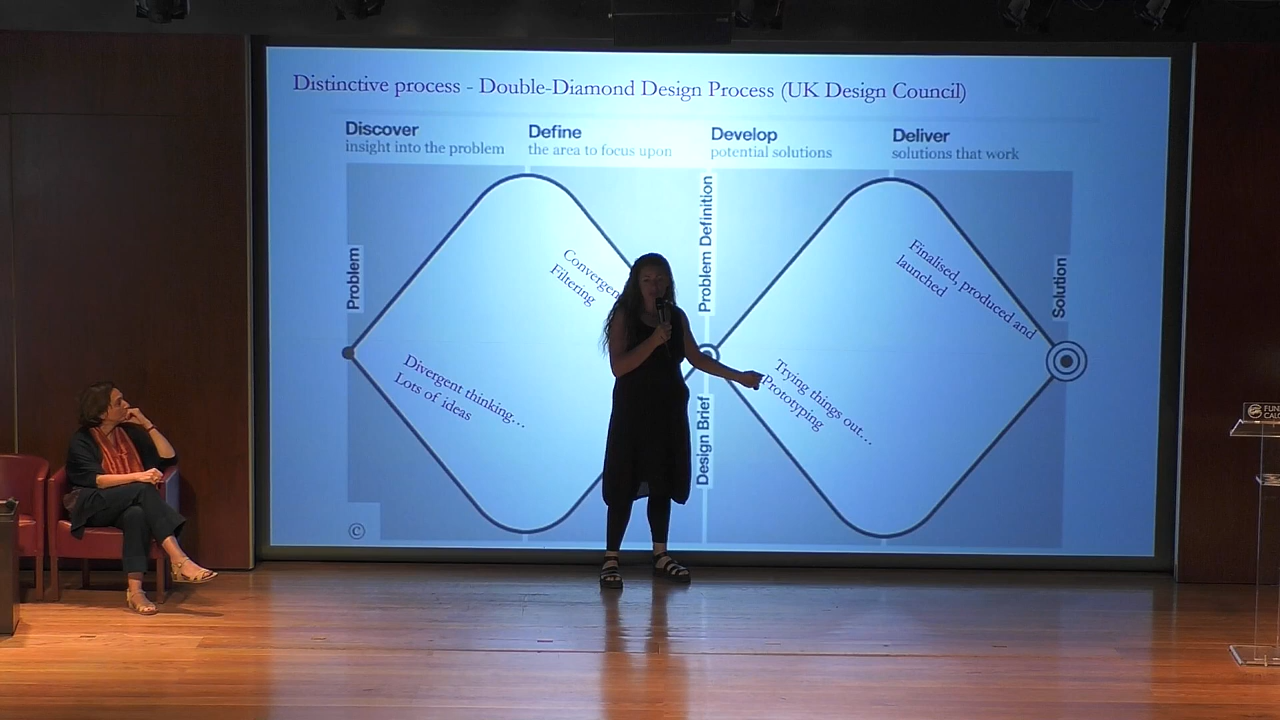 Distinctive process - Double-Diamond Design Process (UK Design Council)
Discover
insight into the problem
Define
the area to focus upon
Develop
potential solutions
Deliver
solutions that work
Problem
Divergent thinking…
Lots of ideas
Filtering
Problem Definition
Design Brief
Trying things out…
Prototyping
Finalised, produced and
launched
Solution
©